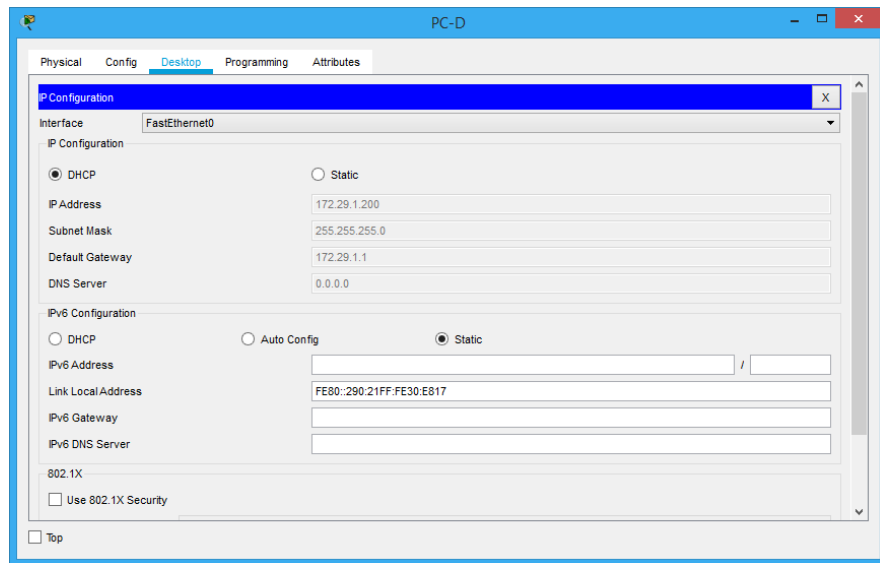 PC-D
Physical Config Desktop Programming Attributes
IP Configuration X
Interface FastEthernet0
IP Configuration
DHCP Static
IP Address 172.29.1.200
Subnet Mask 255.255.255.0
Default Gateway 172.29.1.1
DNS Server 0.0.0.0
IPv6 Configuration
DHCP Auto Config Static
IPv6 Address /
Link Local Address FE80::290:21FF:FE30:E817
IPv6 Gateway
IPv6 DNS Server
802.1X
Use 802.1X Security
Top